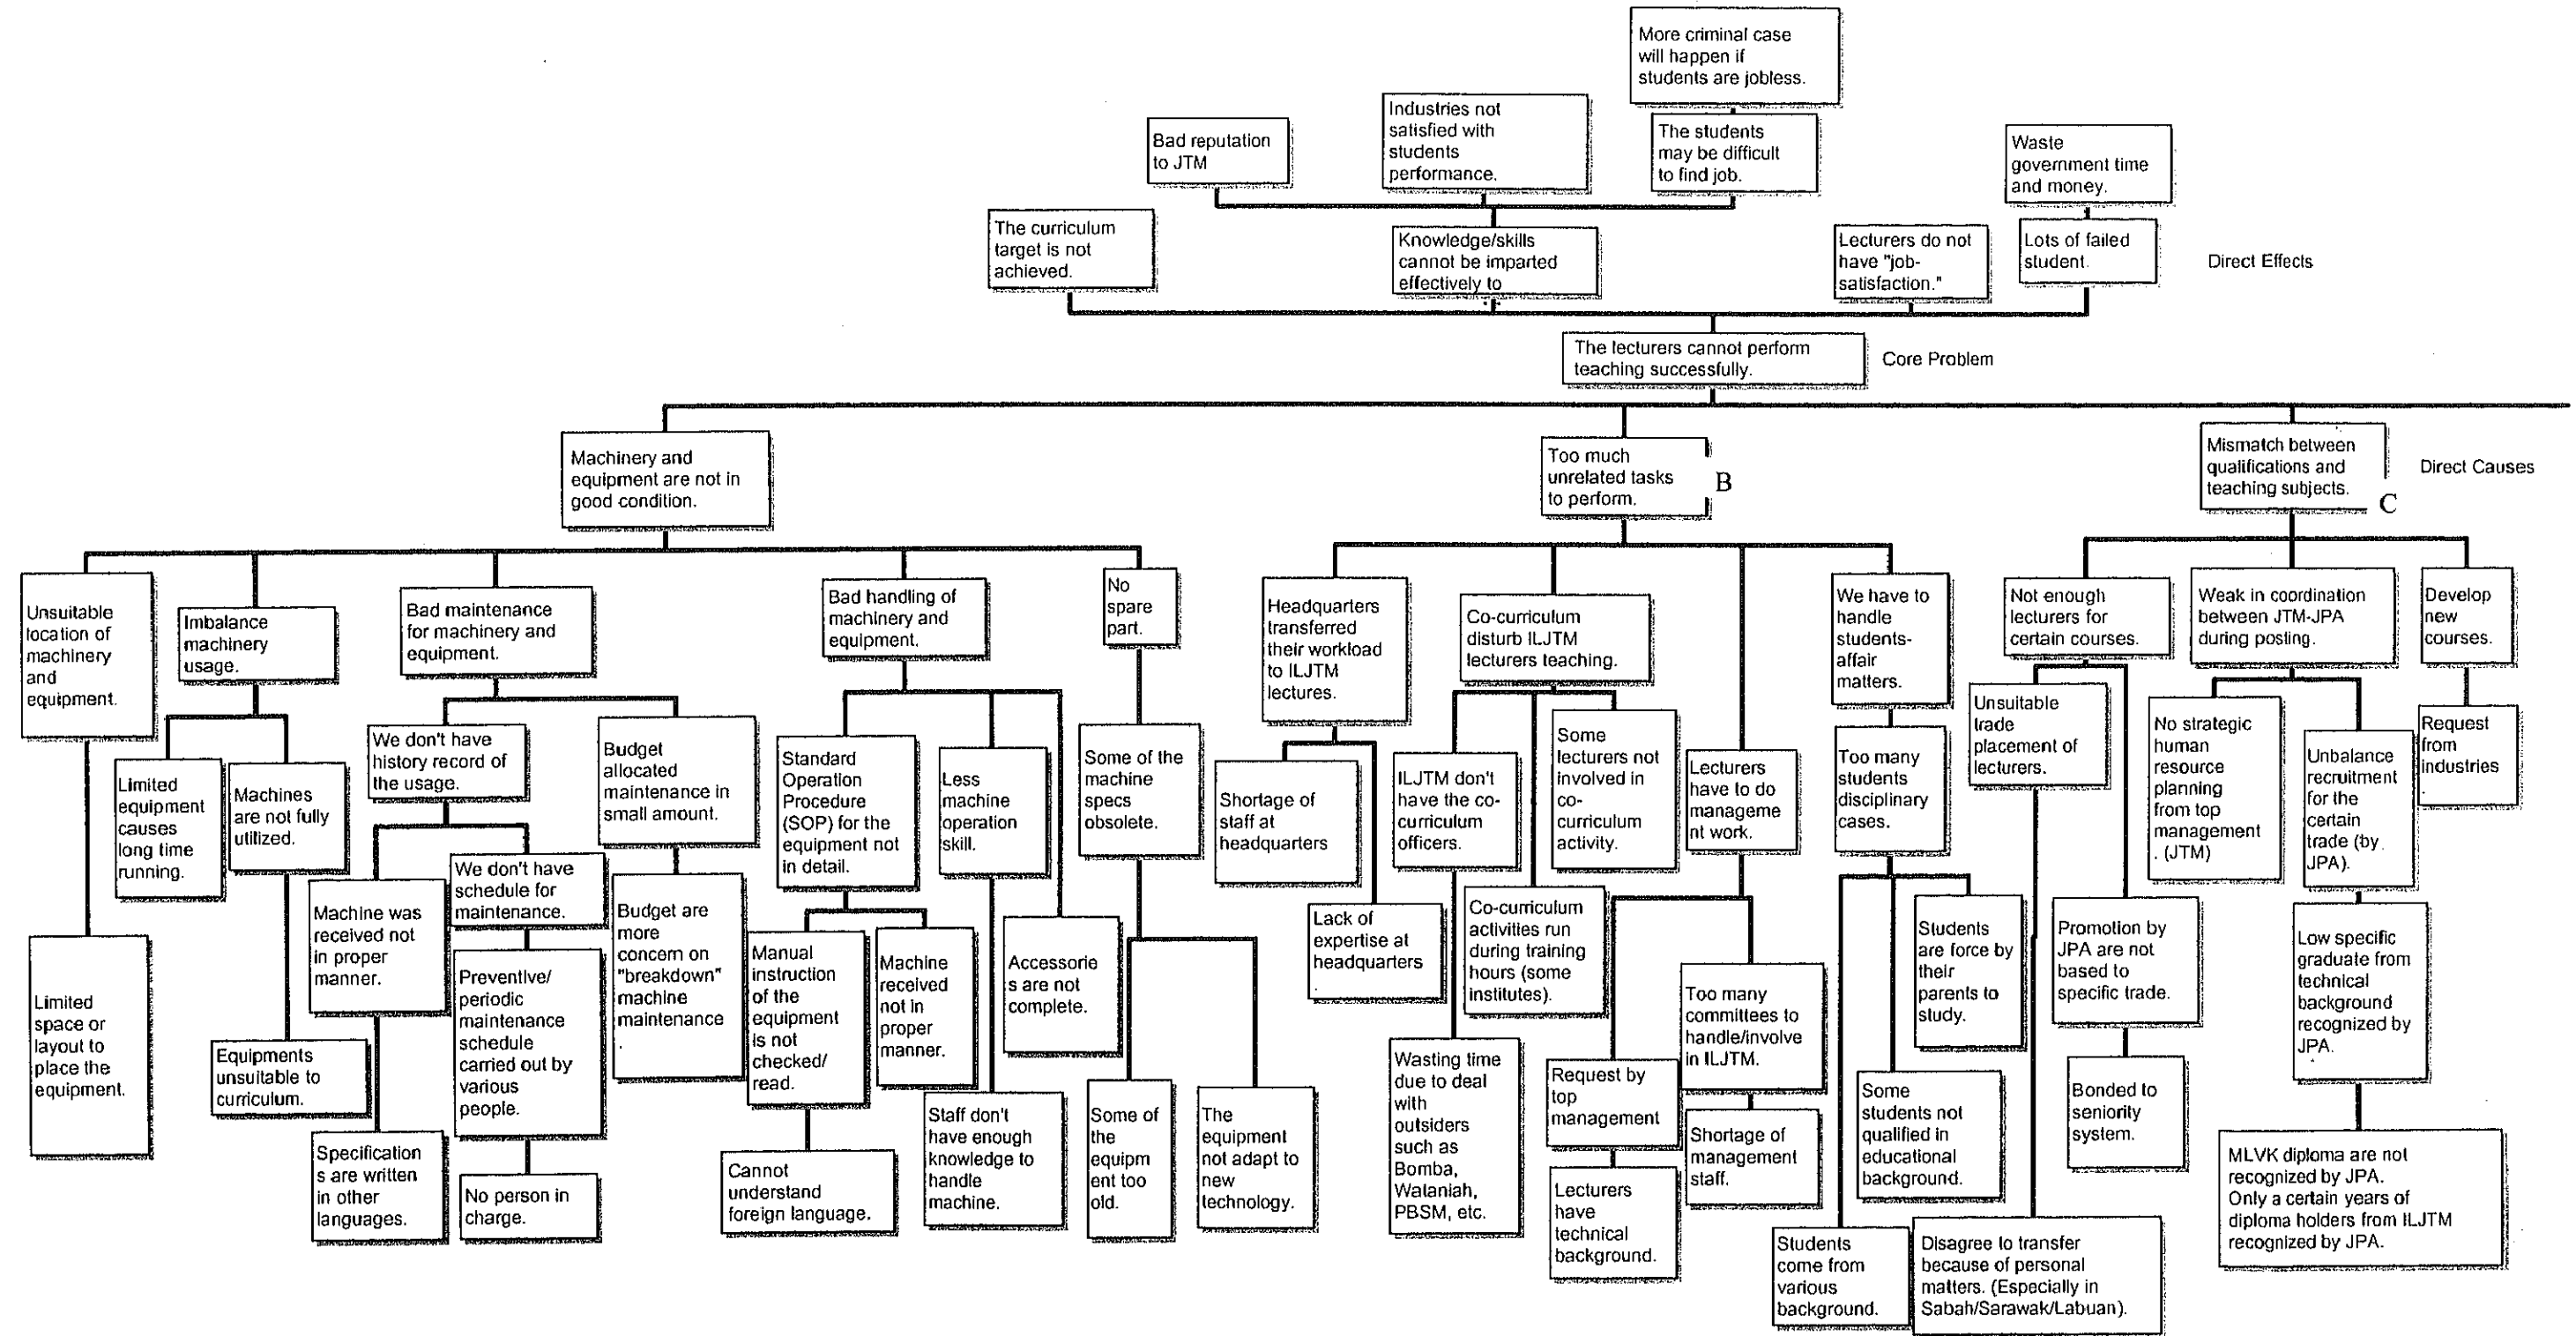 More criminal case
will happen if
students are jobless.
Bad reputation
to JTM
Industries not
satisfied with
students
performance.
The students
may be difficult
to find job.
Waste
government time
and money.
The curriculum
target is not
achieved.
Knowledge/skills
cannot be imparted
effectively to
Lecturers do not
have "job-
satisfaction."
Lots of failed
student.
Direct Effects
The lecturers cannot perform
teaching successfully.
Core Problem
Machinery and
equipment are not in
good condition.
Too much
unrelated tasks
to perform.
B
Mismatch between
qualifications and
teaching subjects.
C
Direct Causes
Unsuitable
location of
machinery
and
equipment.
Imbalance
machinery
usage.
Bad maintenance
for machinery and
equipment.
Bad handling of
machinery and
equipment.
No
spare
part.
Headquarters
transferred
their workload
to ILJTM
lectures.
Co-curriculum
disturb ILJTM
lecturers teaching.
We have to
handle
students-
affair
matters.
Not enough
lecturers for
certain courses.
Weak in coordination
between JTM-JPA
during posting.
Develop
new
courses.
Limited
equipment
causes
long time
running.
Machines
are not fully
utilized.
We don't have
history record of
the usage.
Budget
allocated
maintenance in
small amount.
Standard
Operation
Procedure
(SOP) for the
equipment not
in detail.
Less
machine
operation
skill.
Some of the
machine
specs
obsolete.
Shortage of
staff at
headquarters
ILJTM don't
have the co-
curriculum
officers.
Some
lecturers not
involved in
co-
curriculum
activity.
Lecturers
have to do
manageme
nt work.
Too many
students
disciplinary
cases.
Unsuitable
trade
placement of
lecturers.
No strategic
human
resource
planning
from top
management
. (JTM)
Unbalance
recruitment
for the
certain
trade (by
JPA).
Request
from
industries
.
Machine was
received not
in proper
manner.
We don't have
schedule for
maintenance.
Budget are
more
concern on
"breakdown"
machine
maintenance
.
Manual
instruction
of the
equipment
is not
checked/
read.
Machine
received
not in
proper
manner.
Accessorie
s are not
complete.
Lack of
expertise at
headquarters
.
Co-curriculum
activities run
during training
hours (some
institutes).
Too many
committees to
handle/involve
in ILJTM.
Students
are force by
their
parents to
study.
Promotion by
JPA are not
based to
specific trade.
Low specific
graduate from
technical
background
recognized by
JPA.
Limited
space or
layout to
place the
equipment.
Equipments
unsuitable to
curriculum.
Preventive/
periodic
maintenance
schedule
carried out by
various
people.
Wasting time
due to deal
with
outsiders
such as
Bomba,
Wataniah,
PBSM, etc.
Request by
top
management
Some
students not
qualified in
educational
background.
Bonded to
seniority
system.
Specification
s are written
in other
languages.
No person in
charge.
Cannot
understand
foreign language.
Staff don't
have enough
knowledge to
handle
machine.
Some of
the
equipm
ent too
old.
The
equipment
not adapt to
new
technology.
Lecturers
have
technical
background.
Shortage of
management
staff.
Students
come from
various
background.
Disagree to transfer
because of personal
matters. (Especially in
Sabah/Sarawak/Labuan).
MLVK diploma are not
recognized by JPA.
Only a certain years of
diploma holders from ILJTM
recognized by JPA.